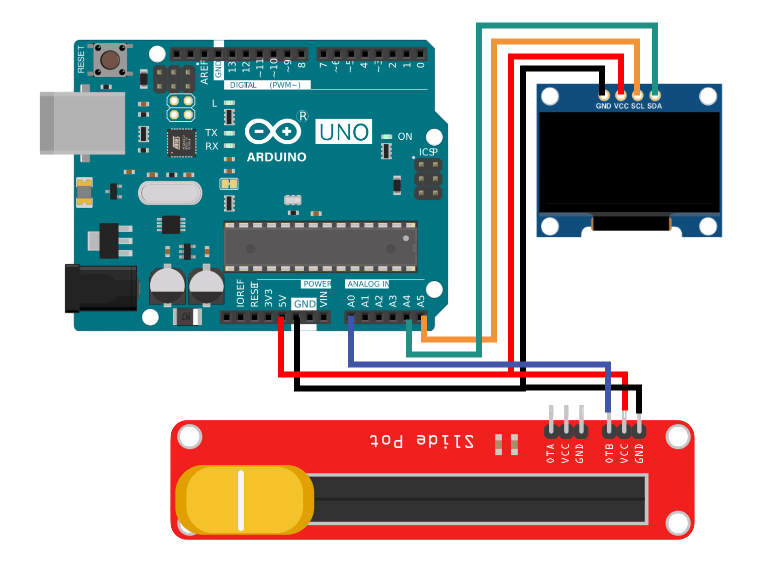 RESET
AREF
GND
13
12
~11
~10
~9
8
7
~6
~5
4
~3
2
1
0
DIGITAL (PWM~)
L
TX
RX
®
UNO
ARDUINO
ON
ICSP
GND VCC SCL SDA
IOREF
RESET
3V3
5V
GND
VIN
POWER
ANALOG IN
A0
A1
A2
A3
A4
A5
Slide Pot
OTA
VCC
GND
OTB
VCC
GND